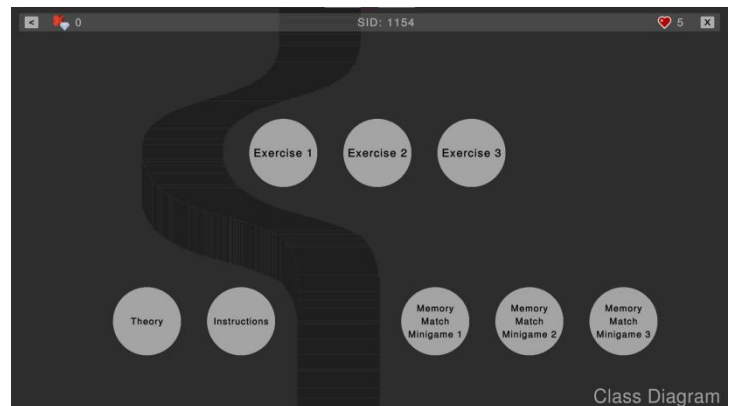 <
0
SID: 1154
5
X
Exercise 1
Exercise 2
Exercise 3
Theory
Instructions
Memory
Match
Minigame 1
Memory
Match
Minigame 2
Memory
Match
Minigame 3
Class Diagram